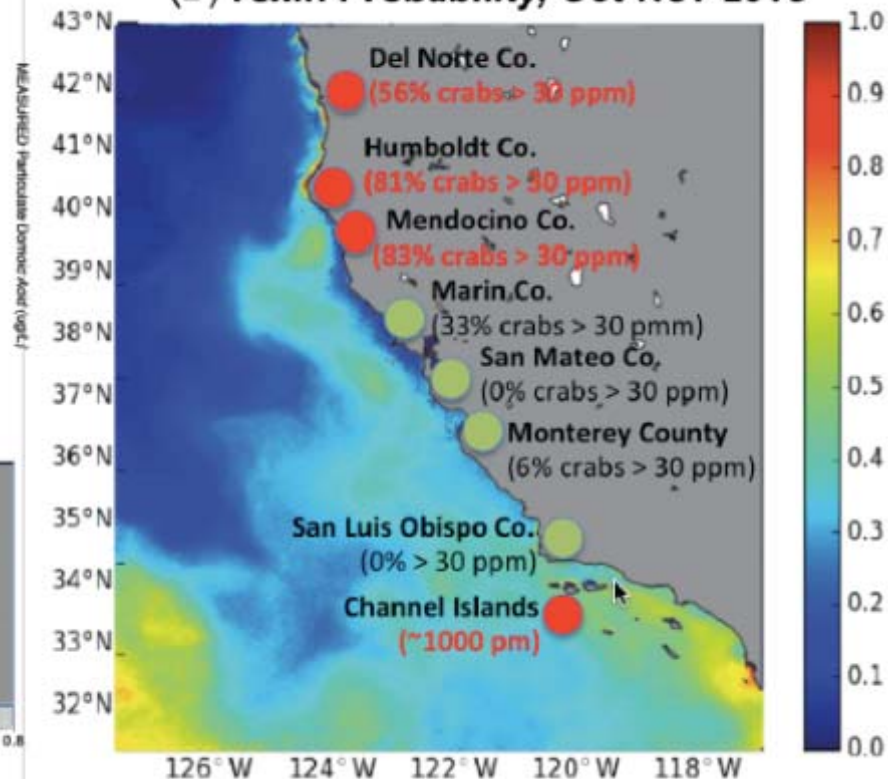 MEASURED Particulate Domoic Acid (ug/L)
43°N
42°N
41°N
40°N
39°N
38°N
37°N
36°N
35°N
34°N
33°N
32°N
Del Norte Co.
(56% crabs > 30 ppm)
Humboldt Co.
(81% crabs > 30 ppm)
Mendocino Co.
(83% crabs > 30 ppm)
Marin Co.
(33% crabs > 30 pmm)
San Mateo Co.
(0% crabs > 30 ppm)
Monterey County
(6% crabs > 30 ppm)
San Luis Obispo Co.
(0% > 30 ppm)
Channel Islands
(~1000 pm)
126°W 124°W 122°W 120°W 118°W
1.0
0.9
0.8
0.7
0.6
0.5
0.4
0.3
0.2
0.1
0.0
0.8